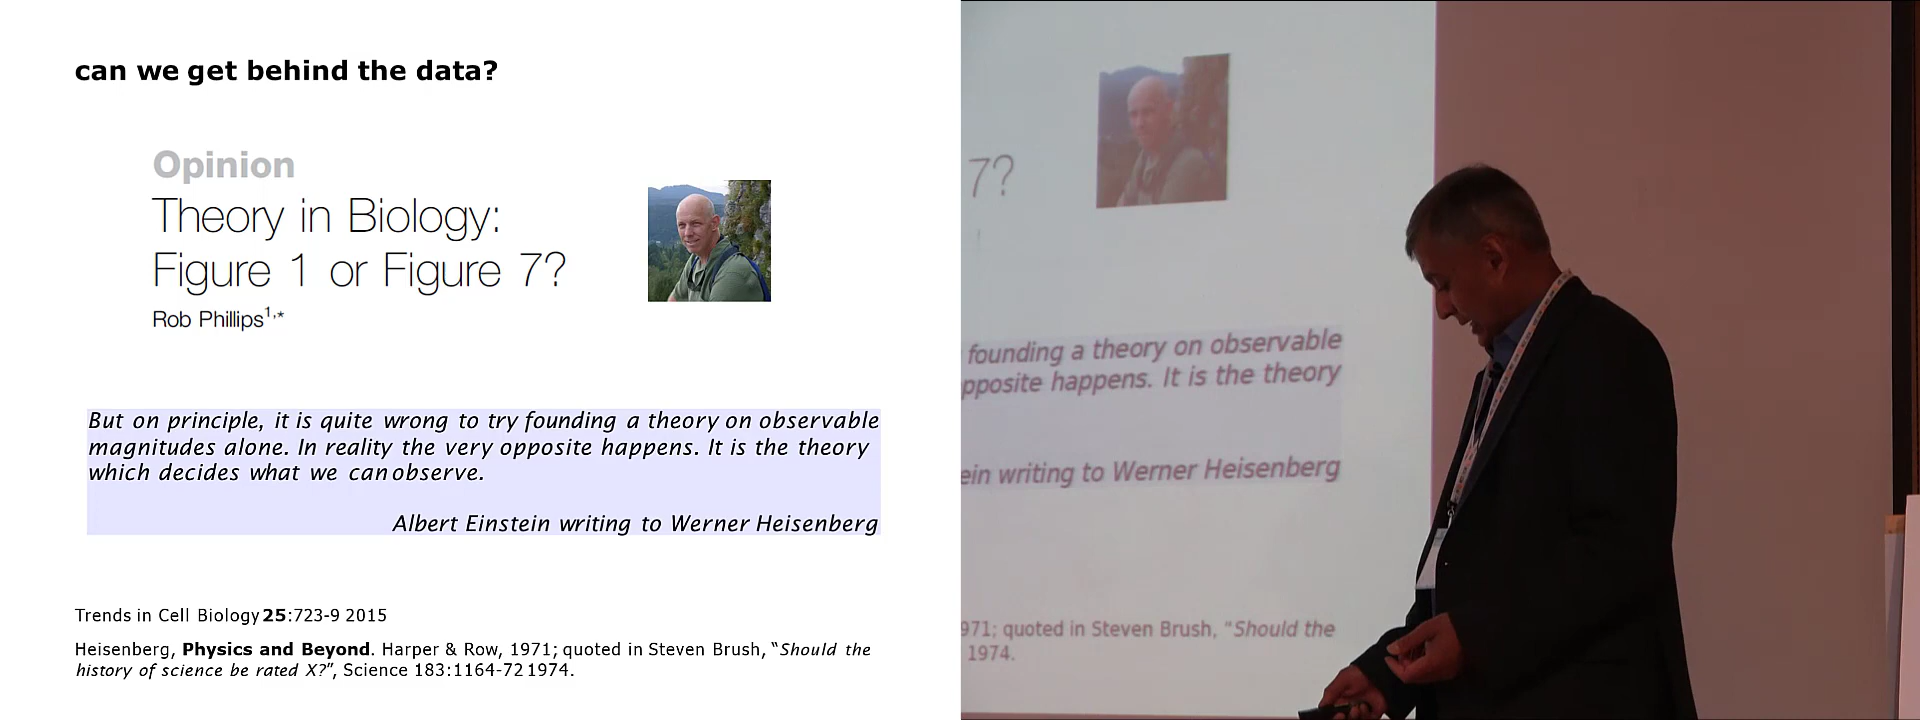 can we get behind the data?
Opinion
Theory in Biology:
Figure 1 or Figure 7?
Rob Phillips1,*
But on principle, it is quite wrong to try founding a theory on observable
magnitudes alone. In reality the very opposite happens. It is the theory
which decides what we can observe.
Albert Einstein writing to Werner Heisenberg
Trends in Cell Biology 25:723-9 2015
Heisenberg, Physics and Beyond. Harper & Row, 1971; quoted in Steven Brush, "Should the
history of science be rated X?", Science 183:1164-72 1974.
7?
founding a theory on observable
pposite happens. It is the theory
ein writing to Werner Heisenberg
971; quoted in Steven Brush, "Should the
1974.